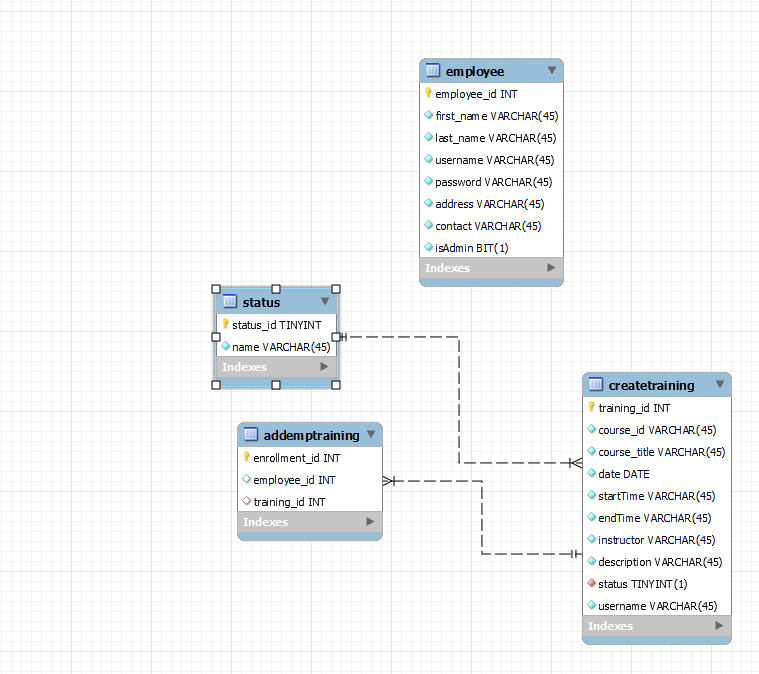 employee
employee_id INT
first_name VARCHAR(45)
last_name VARCHAR(45)
username VARCHAR(45)
password VARCHAR(45)
address VARCHAR(45)
contact VARCHAR(45)
isAdmin BIT(1)
Indexes
status
status_id TINYINT
name VARCHAR(45)
Indexes
addemptraining
enrollment_id INT
employee_id INT
training_id INT
Indexes
createtraining
training_id INT
course_id VARCHAR(45)
course_title VARCHAR(45)
date DATE
startTime VARCHAR(45)
endTime VARCHAR(45)
instructor VARCHAR(45)
description VARCHAR(45)
status TINYINT(1)
username VARCHAR(45)
Indexes